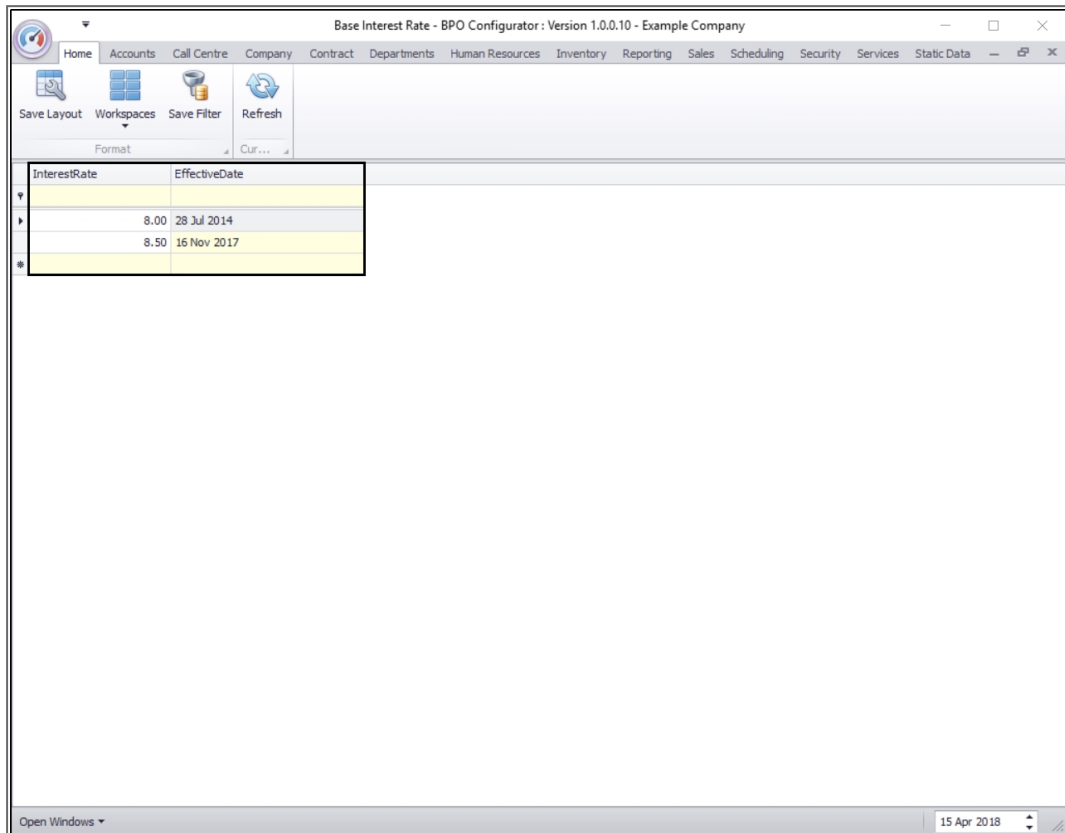 Base Interest Rate - BPO Configurator : Version 1.0.0.10 - Example Company
Home Accounts Call Centre Company Contract Departments Human Resources Inventory Reporting Sales Scheduling Security Services Static Data
Save Layout Workspaces Save Filter Refresh
Format Cur...
InterestRate EffectiveDate
8.00 28 Jul 2014
8.50 16 Nov 2017
Open Windows 15 Apr 2018